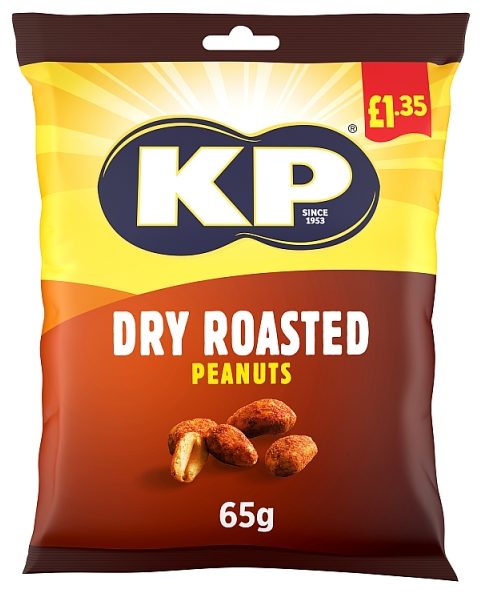 £1.35
KP
®
SINCE
1953
DRY ROASTED
PEANUTS
65g